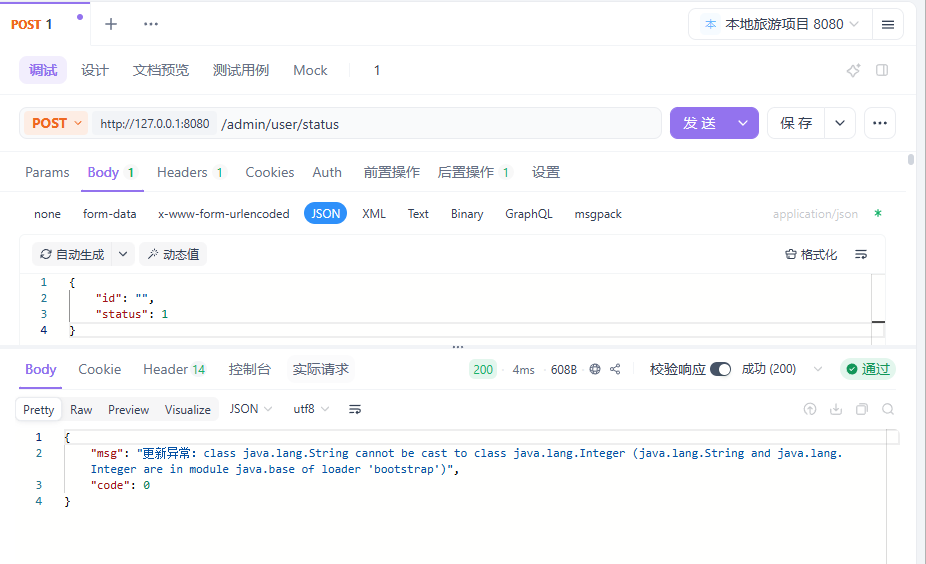 POST 1
本 本地旅游项目 8080
调试 设计 文档预览 测试用例 Mock 1
POST http://127.0.0.1:8080 /admin/user/status 发 送 保 存
Params Body 1 Headers 1 Cookies Auth 前置操作 后置操作 1 设置
none form-data x-www-form-urlencoded JSON XML Text Binary GraphQL msgpack application/json *
自动生成 动态值 格式化
1 {
2 "id": "",
3 "status": 1
4 }
Body Cookie Header 14 控制台 实际请求 200 4ms 608B 校验响应 成功 (200) 通过
Pretty Raw Preview Visualize JSON utf8
1 {
2 "msg": "更新异常: class java.lang.String cannot be cast to class java.lang.Integer (java.lang.String and java.lang.
Integer are in module java.base of loader 'bootstrap')",
3 "code": 0
4 }